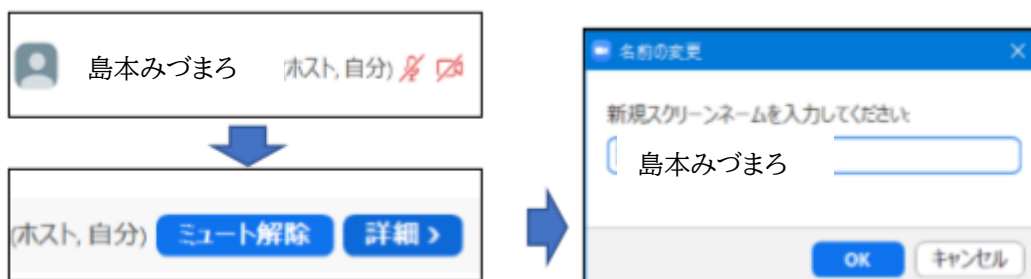 島本みづまろ (ホスト, 自分)
(ホスト, 自分) ミュート解除 詳細 >
名前の変更
新規スクリーンネームを入力してください:
島本みづまろ
OK キャンセル